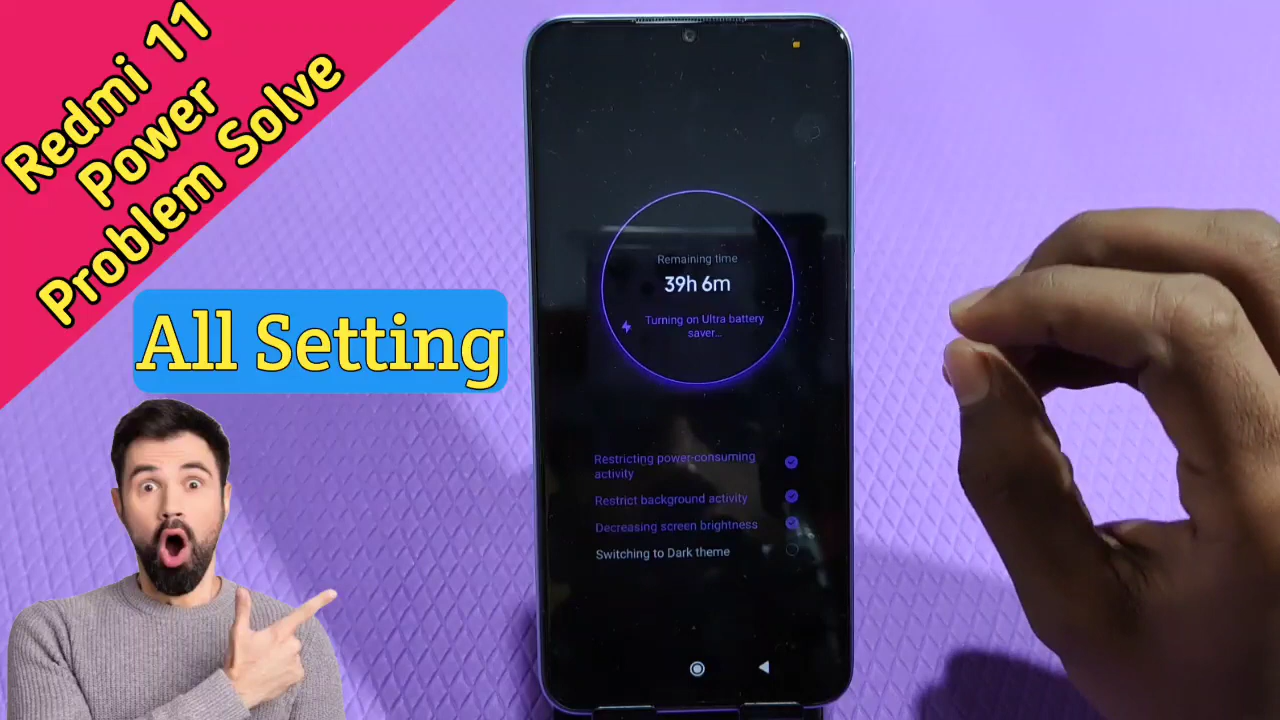 Redmi 11
Power
Problem Solve
All Setting
Remaining time
39h 6m
Turning on Ultra battery
saver...
Restricting power-consuming
activity
Restrict background activity
Decreasing screen brightness
Switching to Dark theme